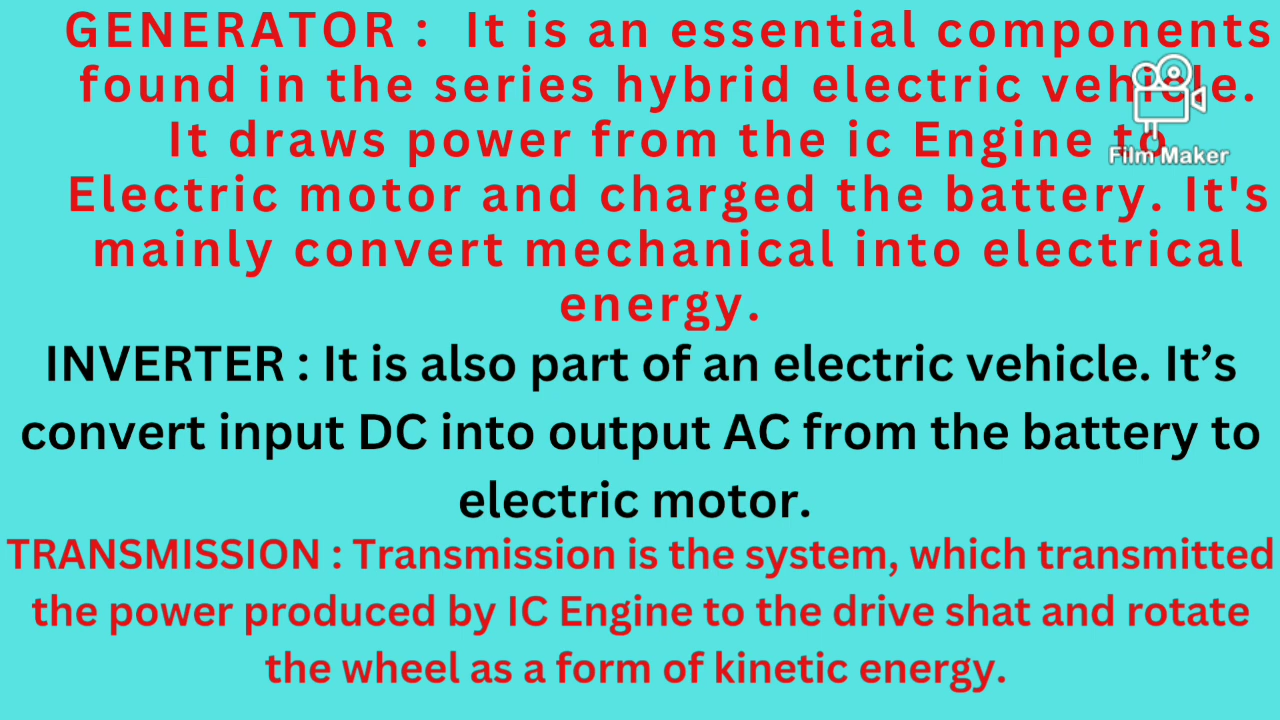 GENERATOR : It is an essential components
found in the series hybrid electric vehicle.
It draws power from the ic Engine to
Film Maker
Electric motor and charged the battery. It's
mainly convert mechanical into electrical
energy.
INVERTER : It is also part of an electric vehicle. It’s
convert input DC into output AC from the battery to
electric motor.
TRANSMISSION : Transmission is the system, which transmitted
the power produced by IC Engine to the drive shat and rotate
the wheel as a form of kinetic energy.